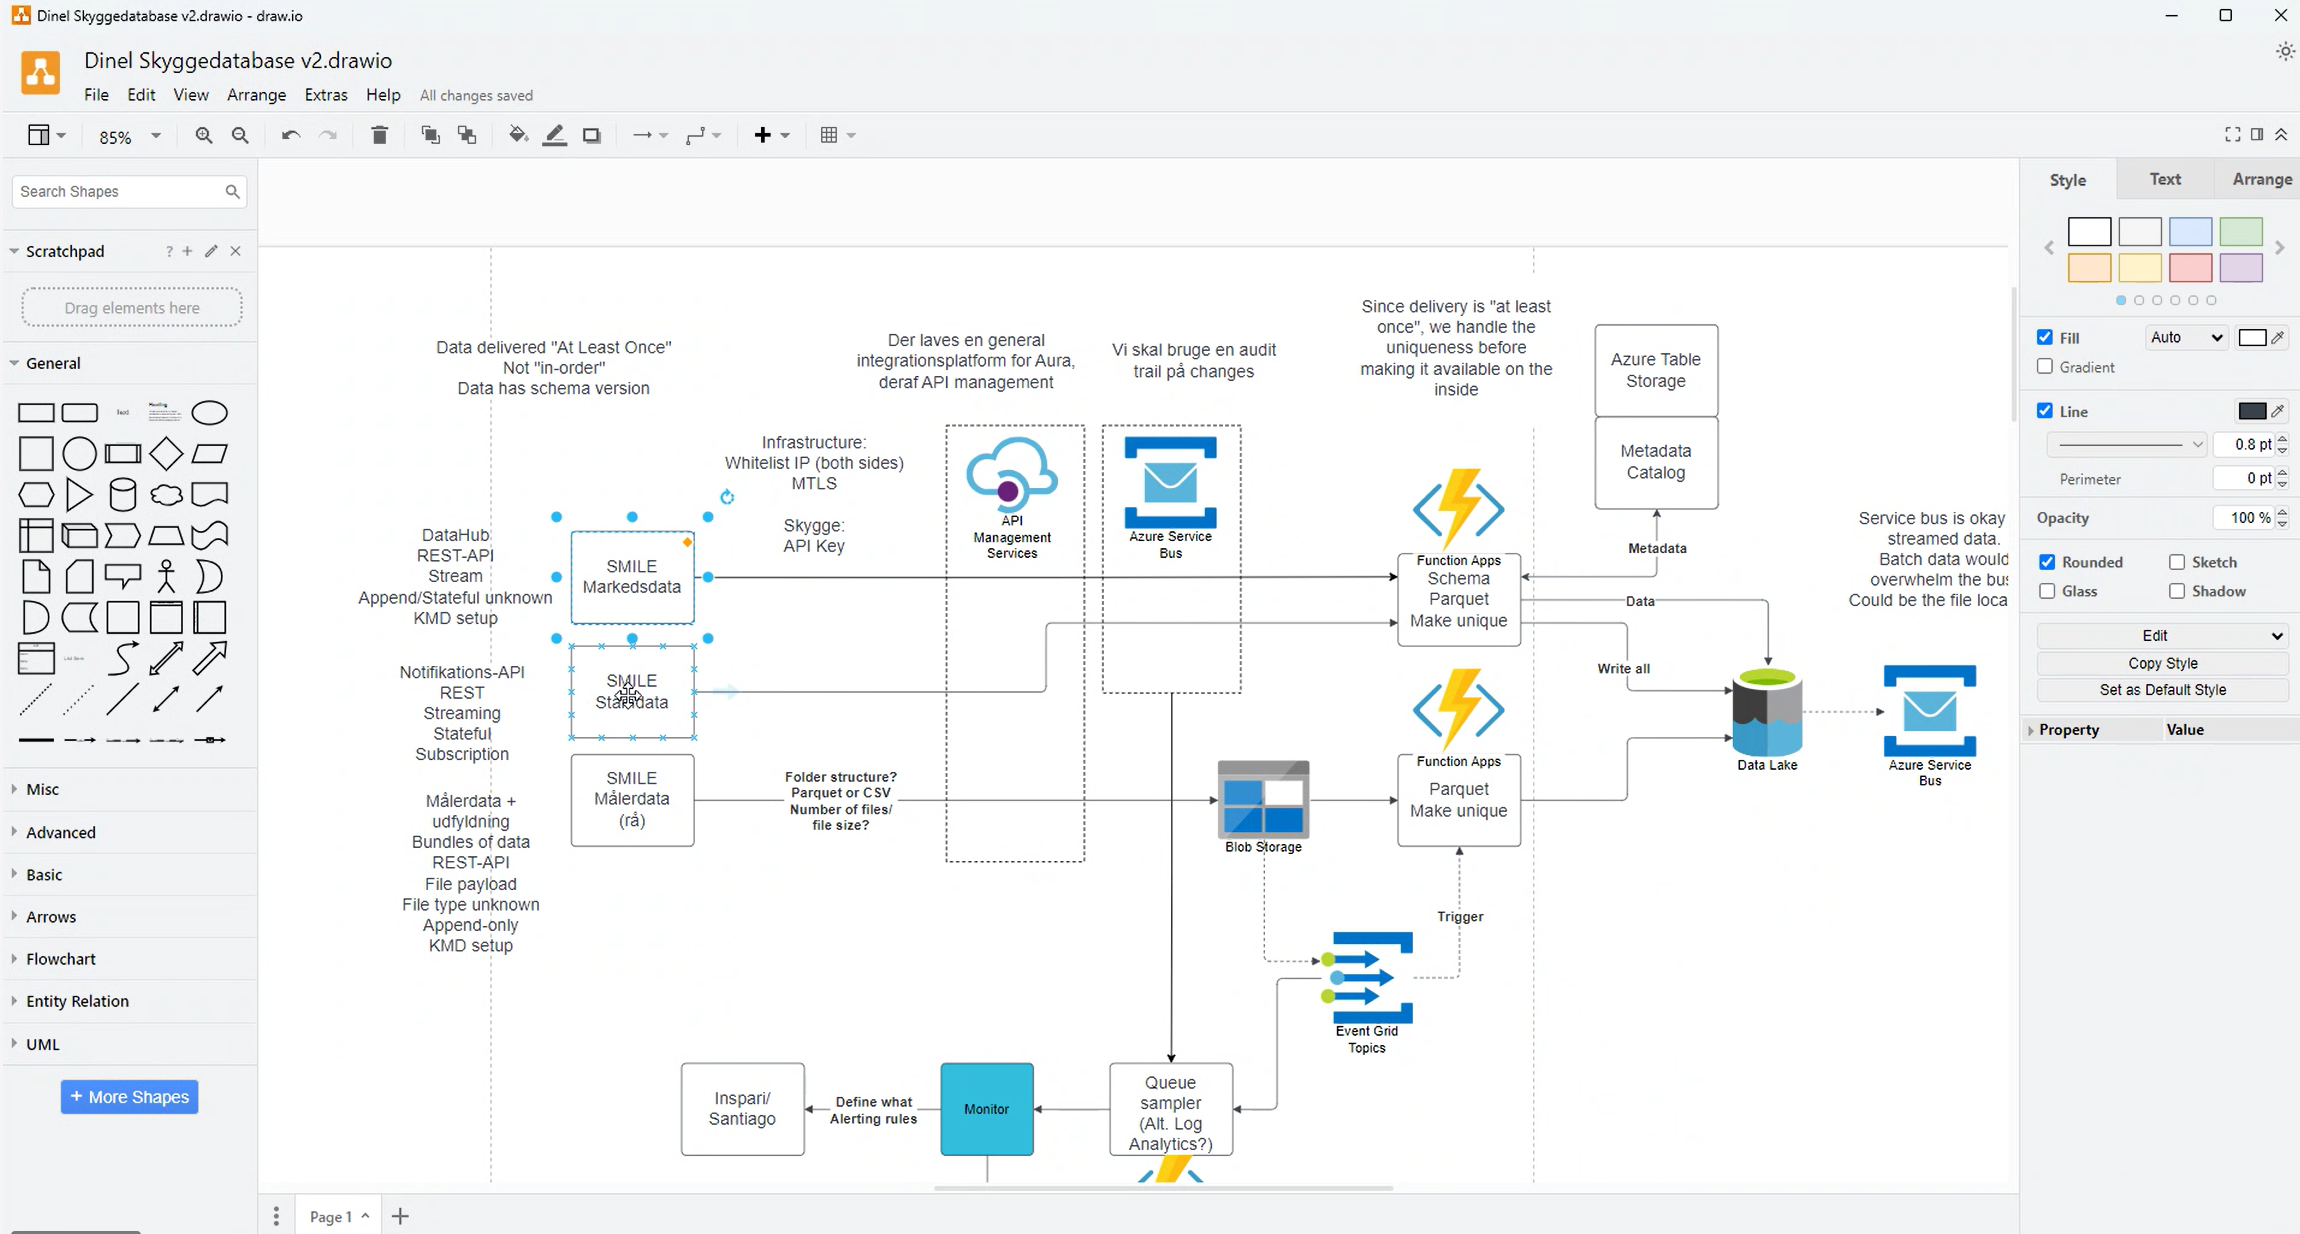 Dinel Skyggedatabase v2.drawio - draw.io
Dinel Skyggedatabase v2.drawio
File Edit View Arrange Extras Help All changes saved
85%
Search Shapes
Scratchpad
?
Drag elements here
General
Text
Heading
Misc
Advanced
Basic
Arrows
Flowchart
Entity Relation
UML
+ More Shapes
Data delivered "At Least Once"
Not "in-order"
Data has schema version
Der laves en general
integrationsplatform for Aura,
deraf API management
Vi skal bruge en audit
trail på changes
Since delivery is "at least
once", we handle the
uniqueness before
making it available on the
inside
Azure Table
Storage
Metadata
Catalog
Infrastructure:
Whitelist IP (both sides)
MTLS
Skygge:
API Key
API
Management
Services
Azure Service
Bus
DataHub
REST-API
Stream
Append/Stateful unknown
KMD setup
SMILE
Markedsdata
Function Apps
Schema
Parquet
Make unique
Metadata
Data
Write all
Service bus is okay
streamed data.
Batch data would
overwhelm the bus
Could be the file loca
Notifikations-API
REST
Streaming
Stateful
Subscription
SMILE
Stamdata
Data Lake
Azure Service
Bus
Målerdata +
udfyldning
Bundles of data
REST-API
File payload
File type unknown
Append-only
KMD setup
SMILE
Målerdata
(rå)
Folder structure?
Parquet or CSV
Number of files/
file size?
Blob Storage
Function Apps
Parquet
Make unique
Trigger
Event Grid
Topics
Inspari/
Santiago
Define what
Alerting rules
Monitor
Queue
sampler
(Alt. Log
Analytics?)
Page 1
Style Text Arrange
Fill Auto
Gradient
Line
0.8 pt
Perimeter 0 pt
Opacity 100 %
Rounded Sketch
Glass Shadow
Edit
Copy Style
Set as Default Style
Property Value